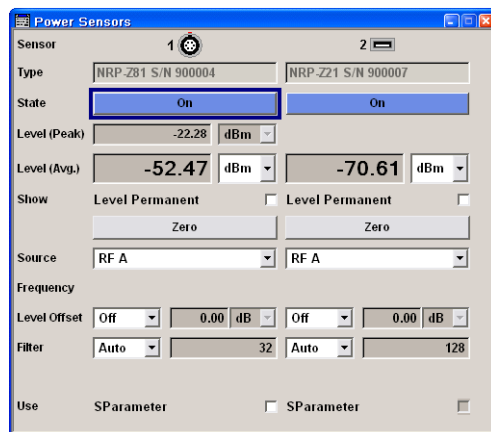 Power Sensors
Sensor 1 2
Type NRP-Z81 S/N 900004 NRP-Z21 S/N 900007
State On On
Level (Peak) -22.28 dBm
Level (Avg.) -52.47 dBm -70.61 dBm
Show Level Permanent Level Permanent
Zero Zero
Source RF A RF A
Frequency
Level Offset Off 0.00 dB Off 0.00 dB
Filter Auto 32 Auto 128
Use SParameter SParameter